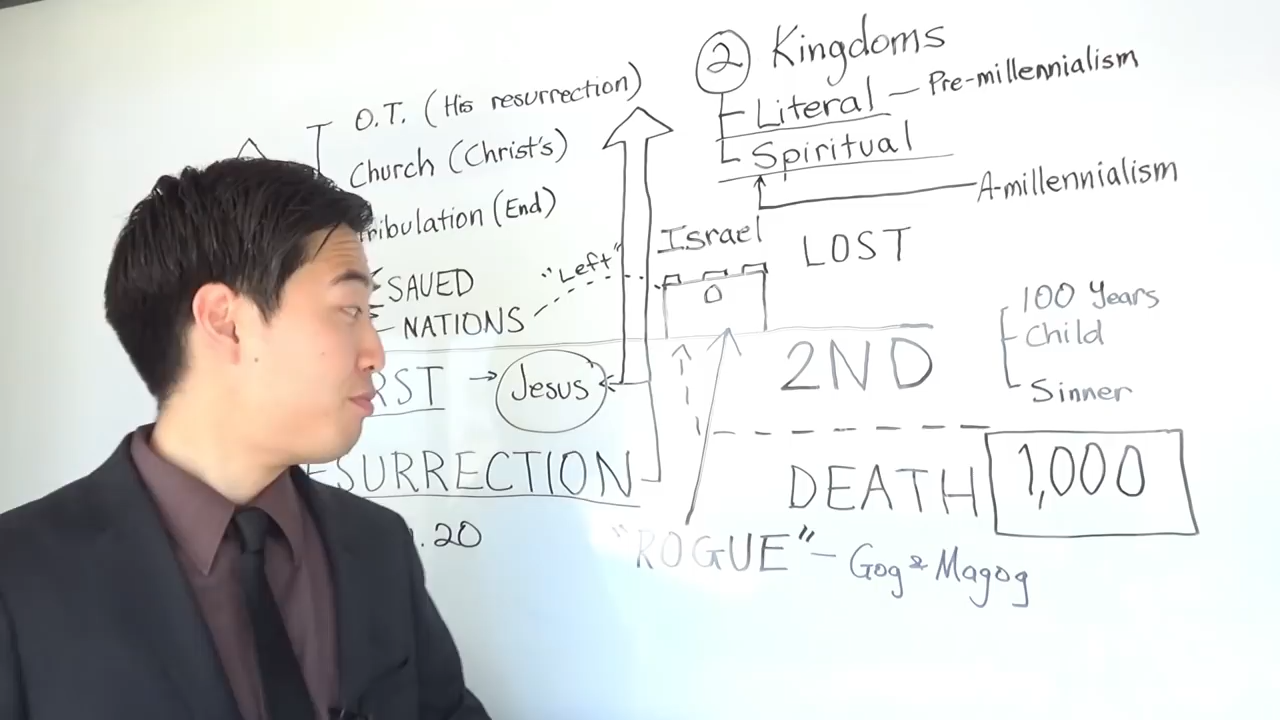 O.T. (His resurrection)
Church (Christ's)
ribulation (End)
SAVED
NATIONS
"Left"
RST → Jesus
ESURRECTION
. 20
2 Kingdoms
Literal — Pre-millennialism
Spiritual
A-millennialism
Israel
LOST
2ND
DEATH
100 Years
Child
Sinner
1,000
"ROGUE" — Gog & Magog